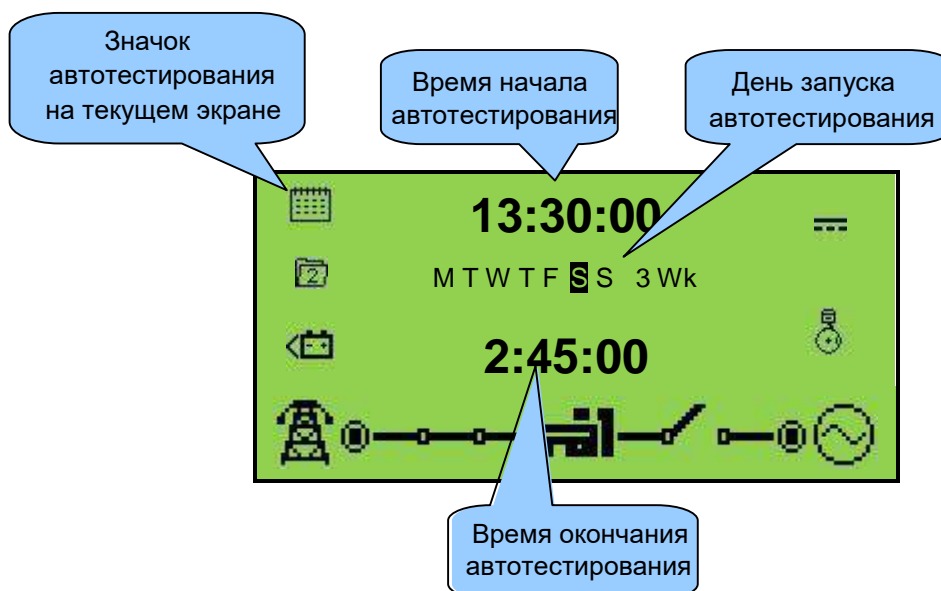 Значок
автотестирования
на текущем экране
Время начала
автотестирования
День запуска
автотестирования
13:30:00
2
M T W T F S S 3 Wk
2:45:00
Время окончания
автотестирования